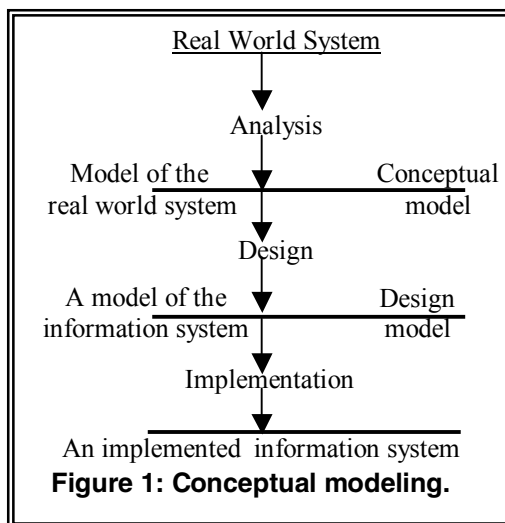 Real World System
Analysis
Model of the Conceptual
real world system model
Design
A model of the Design
information system model
Implementation
An implemented information system
Figure 1: Conceptual modeling.